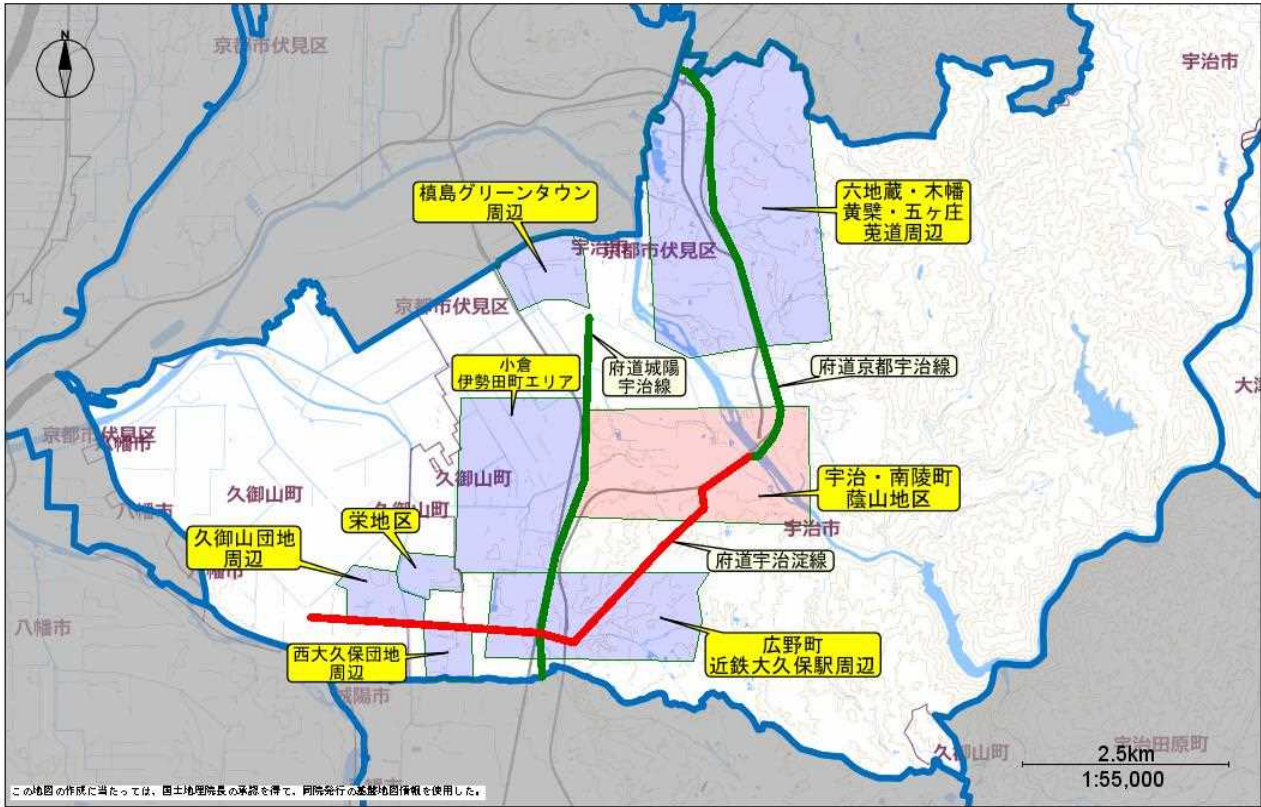 N
京都市伏見区
宇治市
槙島グリーンタウン
周辺
六地蔵・木幡
黄檗・五ヶ庄
莵道周辺
宇治市
京都市伏見区
京都市伏見区
小倉
伊勢田町エリア
府道城陽
宇治線
府道京都宇治線
京都市伏見区
八幡市
久御山町
久御山町
久御山町
宇治・南陵町
蔭山地区
宇治市
八幡市
栄地区
久御山団地
周辺
八幡市
府道宇治淀線
八幡市
西大久保団地
周辺
広野町
近鉄大久保駅周辺
城陽市
久御山町
宇治田原町
2.5km
1:55,000
この地図の作成に当たっては、国土地理院長の承認を得て、同院発行の基盤地図情報を使用した。